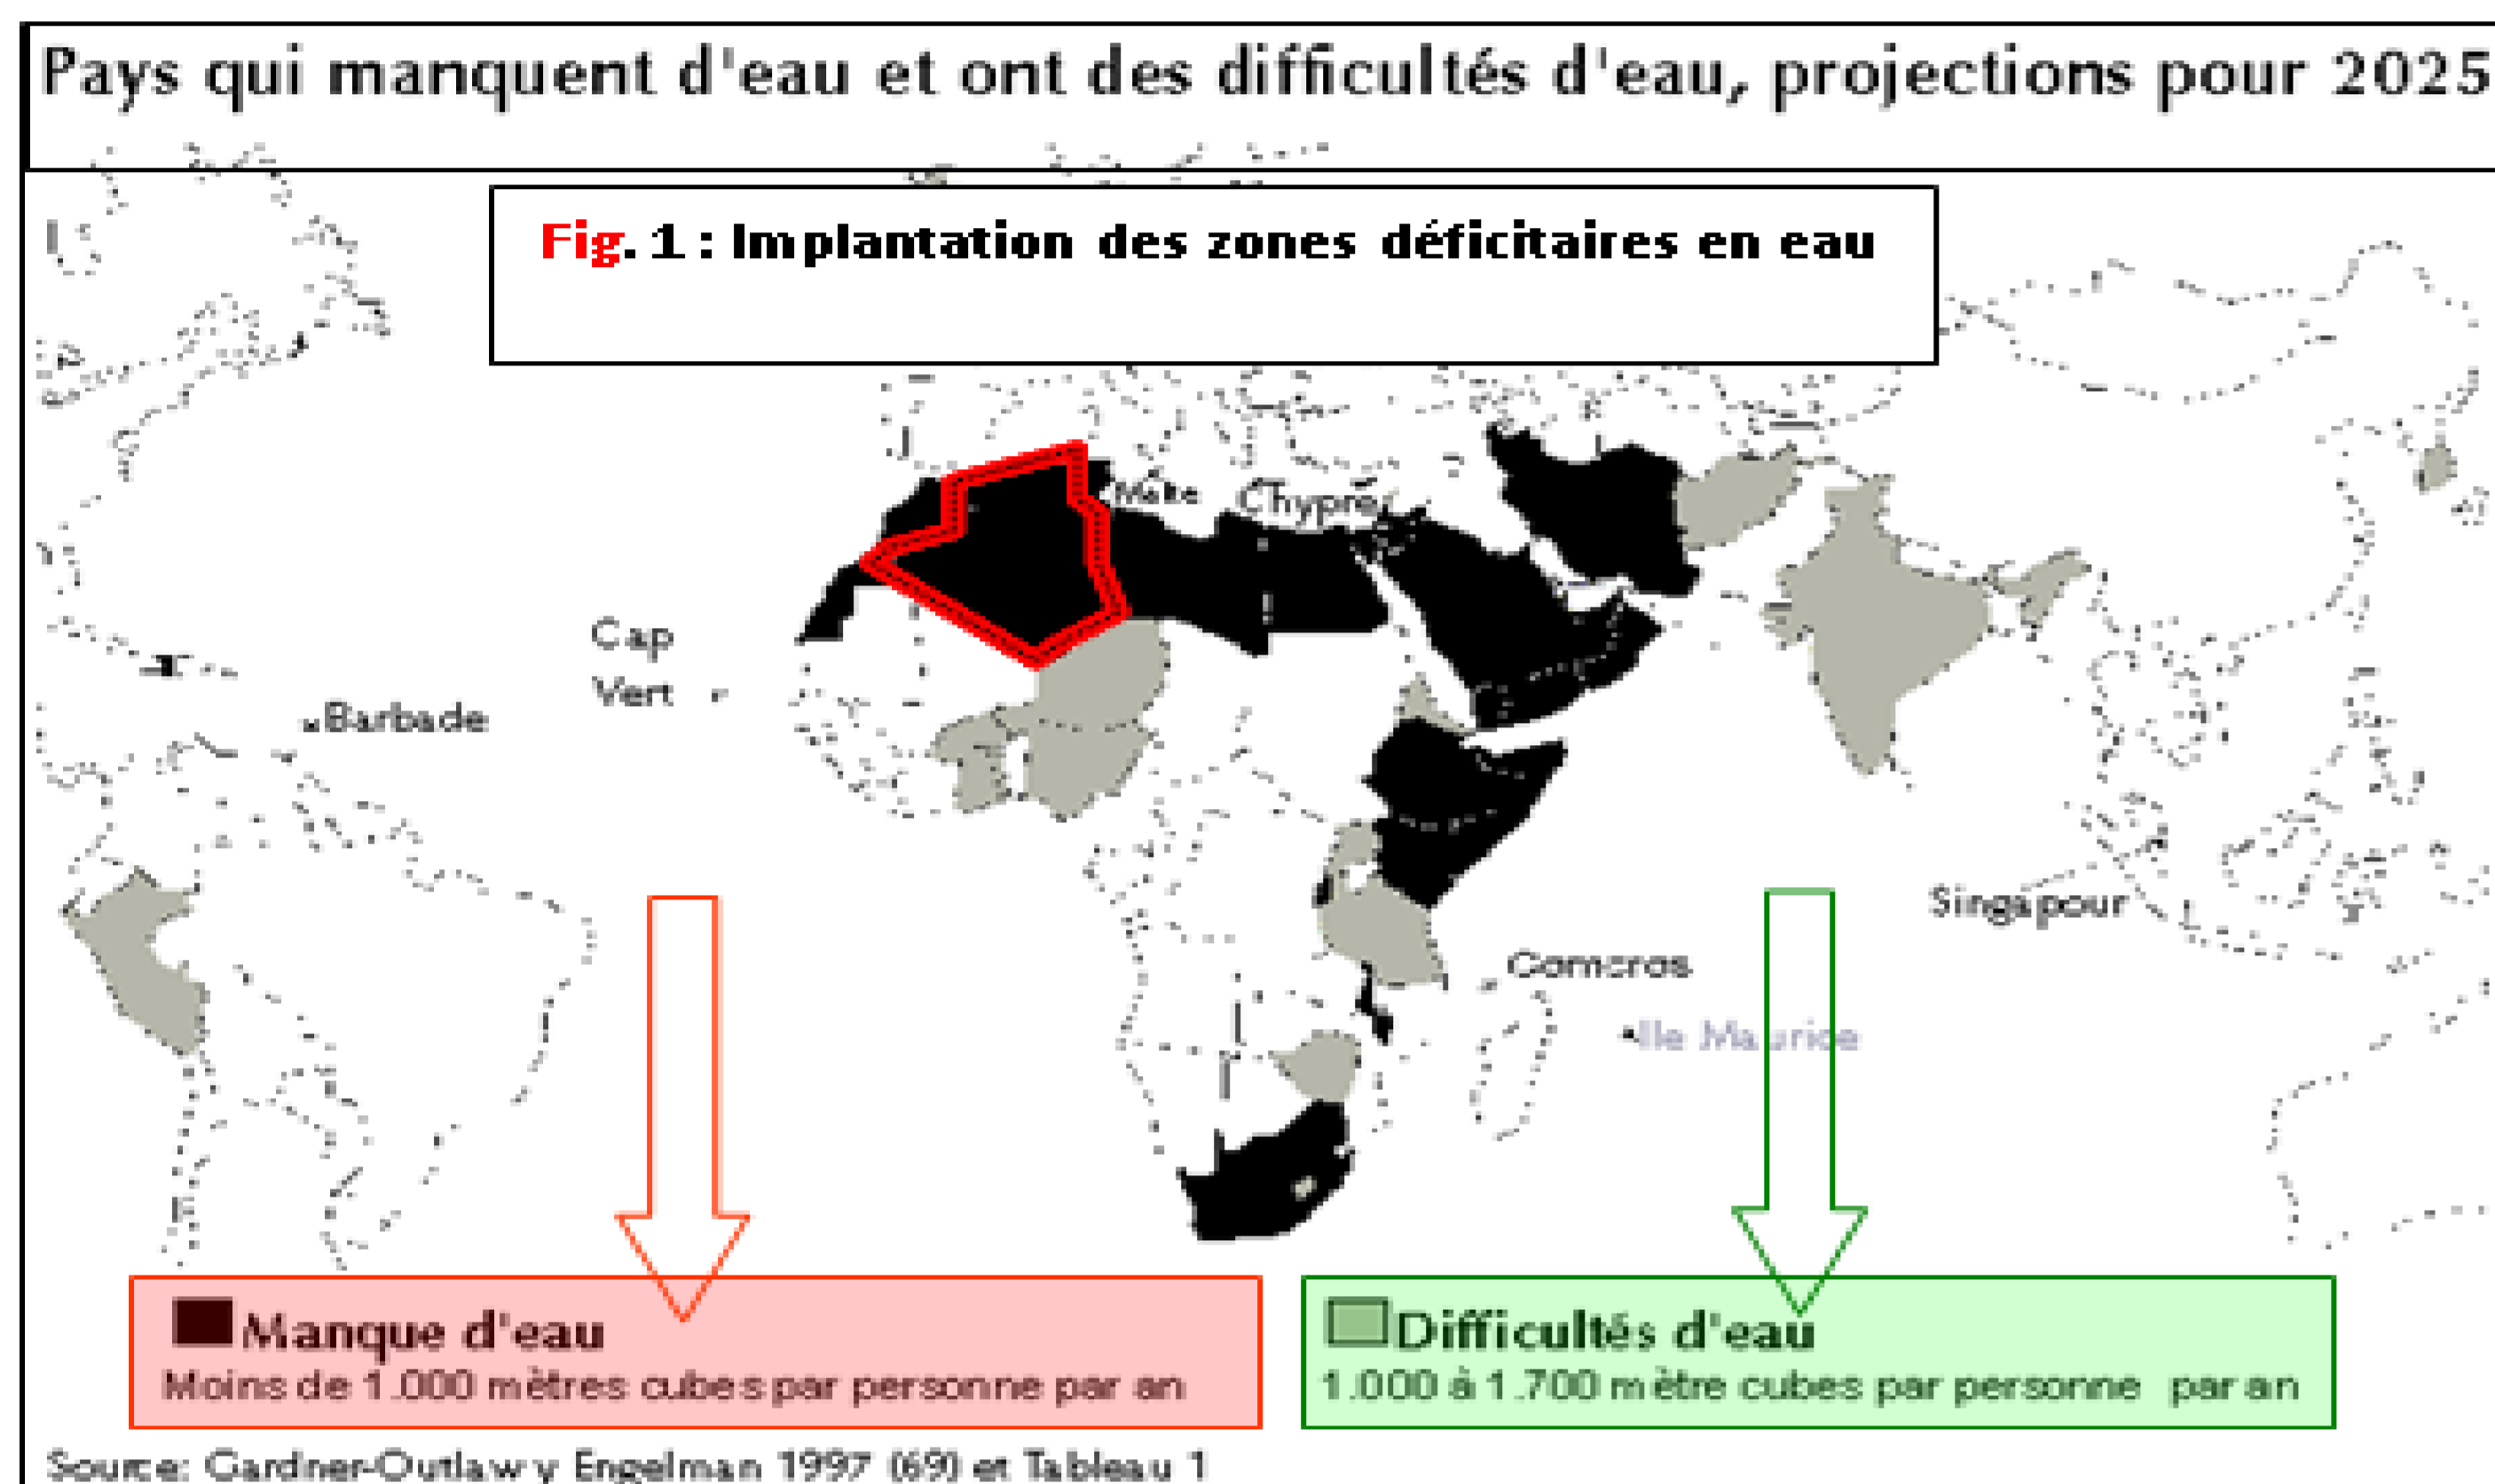 Pays qui manquent d'eau et ont des difficultés d'eau, projections pour 2025
Fig. 1 : Implantation des zones déficitaires en eau
Malte
Chypre
Cap
Vert
Barbade
Singapour
Comoros
Ile Maurice
Manque d'eau
Moins de 1.000 mètres cubes par personne par an
Difficultés d'eau
1.000 à 1.700 mètre cubes par personne par an
Source: Gardner-Outlaw y Engelman 1997 (69) et Tableau 1